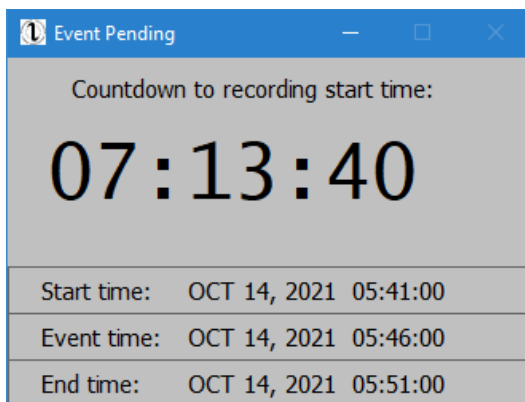 Event Pending
Countdown to recording start time:
07:13:40
Start time: OCT 14, 2021 05:41:00
Event time: OCT 14, 2021 05:46:00
End time: OCT 14, 2021 05:51:00